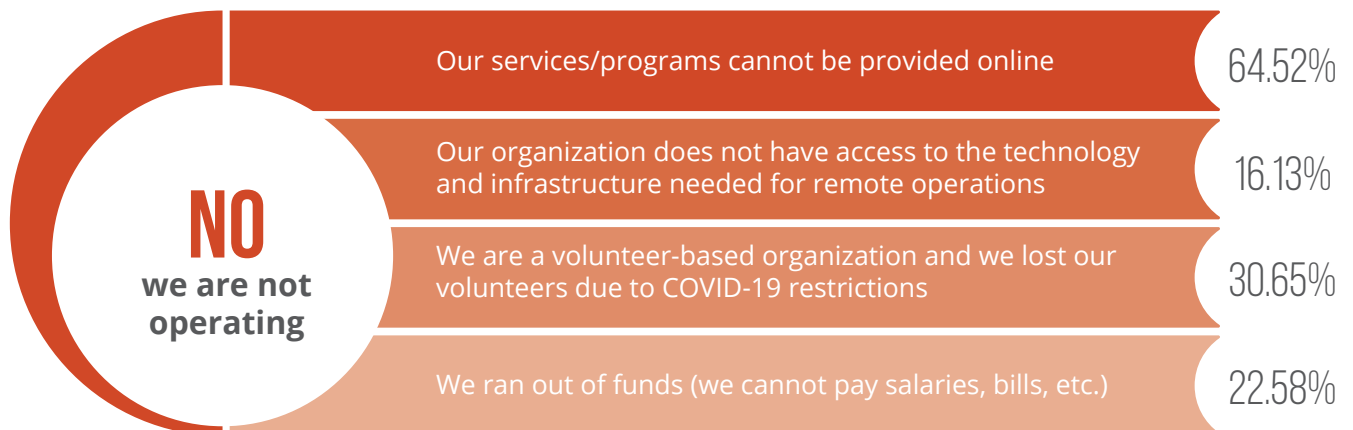 NO
we are not
operating
Our services/programs cannot be provided online
64.52%
Our organization does not have access to the technology
and infrastructure needed for remote operations
16.13%
We are a volunteer-based organization and we lost our
volunteers due to COVID-19 restrictions
30.65%
We ran out of funds (we cannot pay salaries, bills, etc.)
22.58%